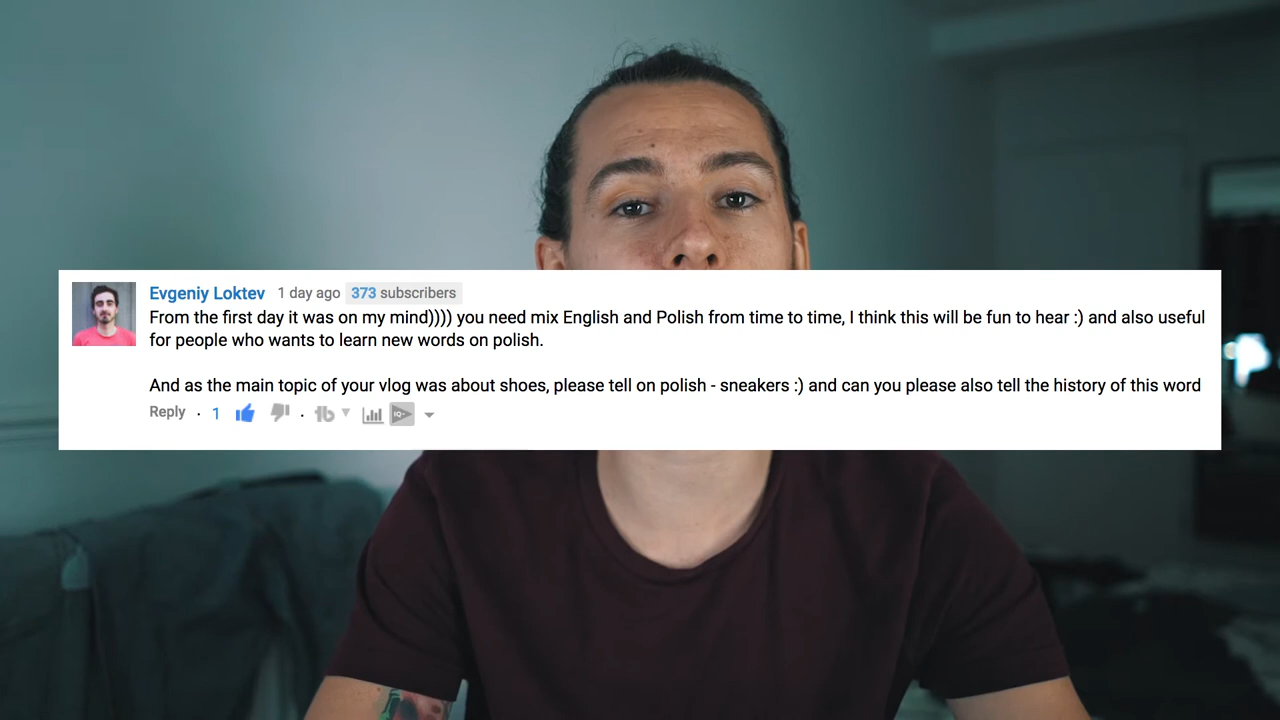 Evgeniy Loktev 1 day ago 373 subscribers
From the first day it was on my mind)))) you need mix English and Polish from time to time, I think this will be fun to hear :) and also useful
for people who wants to learn new words on polish.
And as the main topic of your vlog was about shoes, please tell on polish - sneakers :) and can you please also tell the history of this word
Reply · 1 · tb IQ+